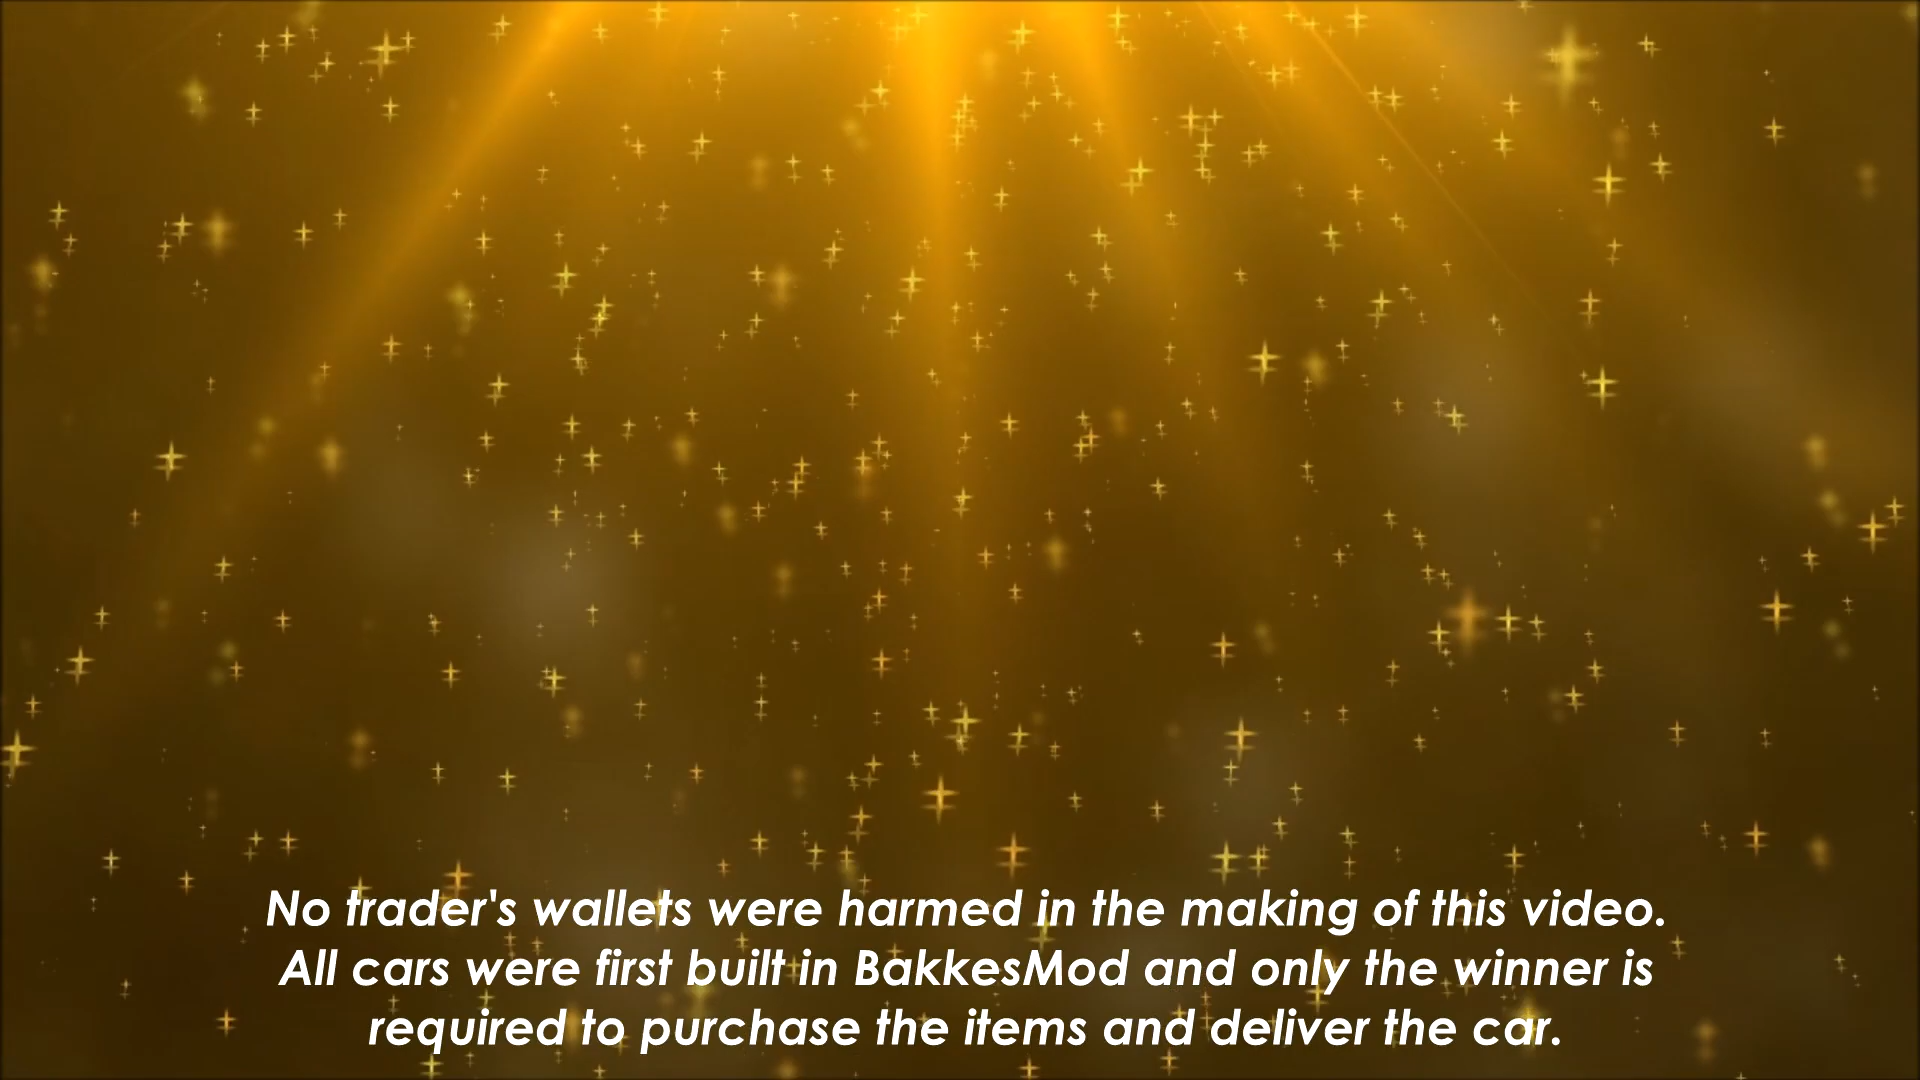 No trader's wallets were harmed in the making of this video.
All cars were first built in BakkesMod and only the winner is
required to purchase the items and deliver the car.